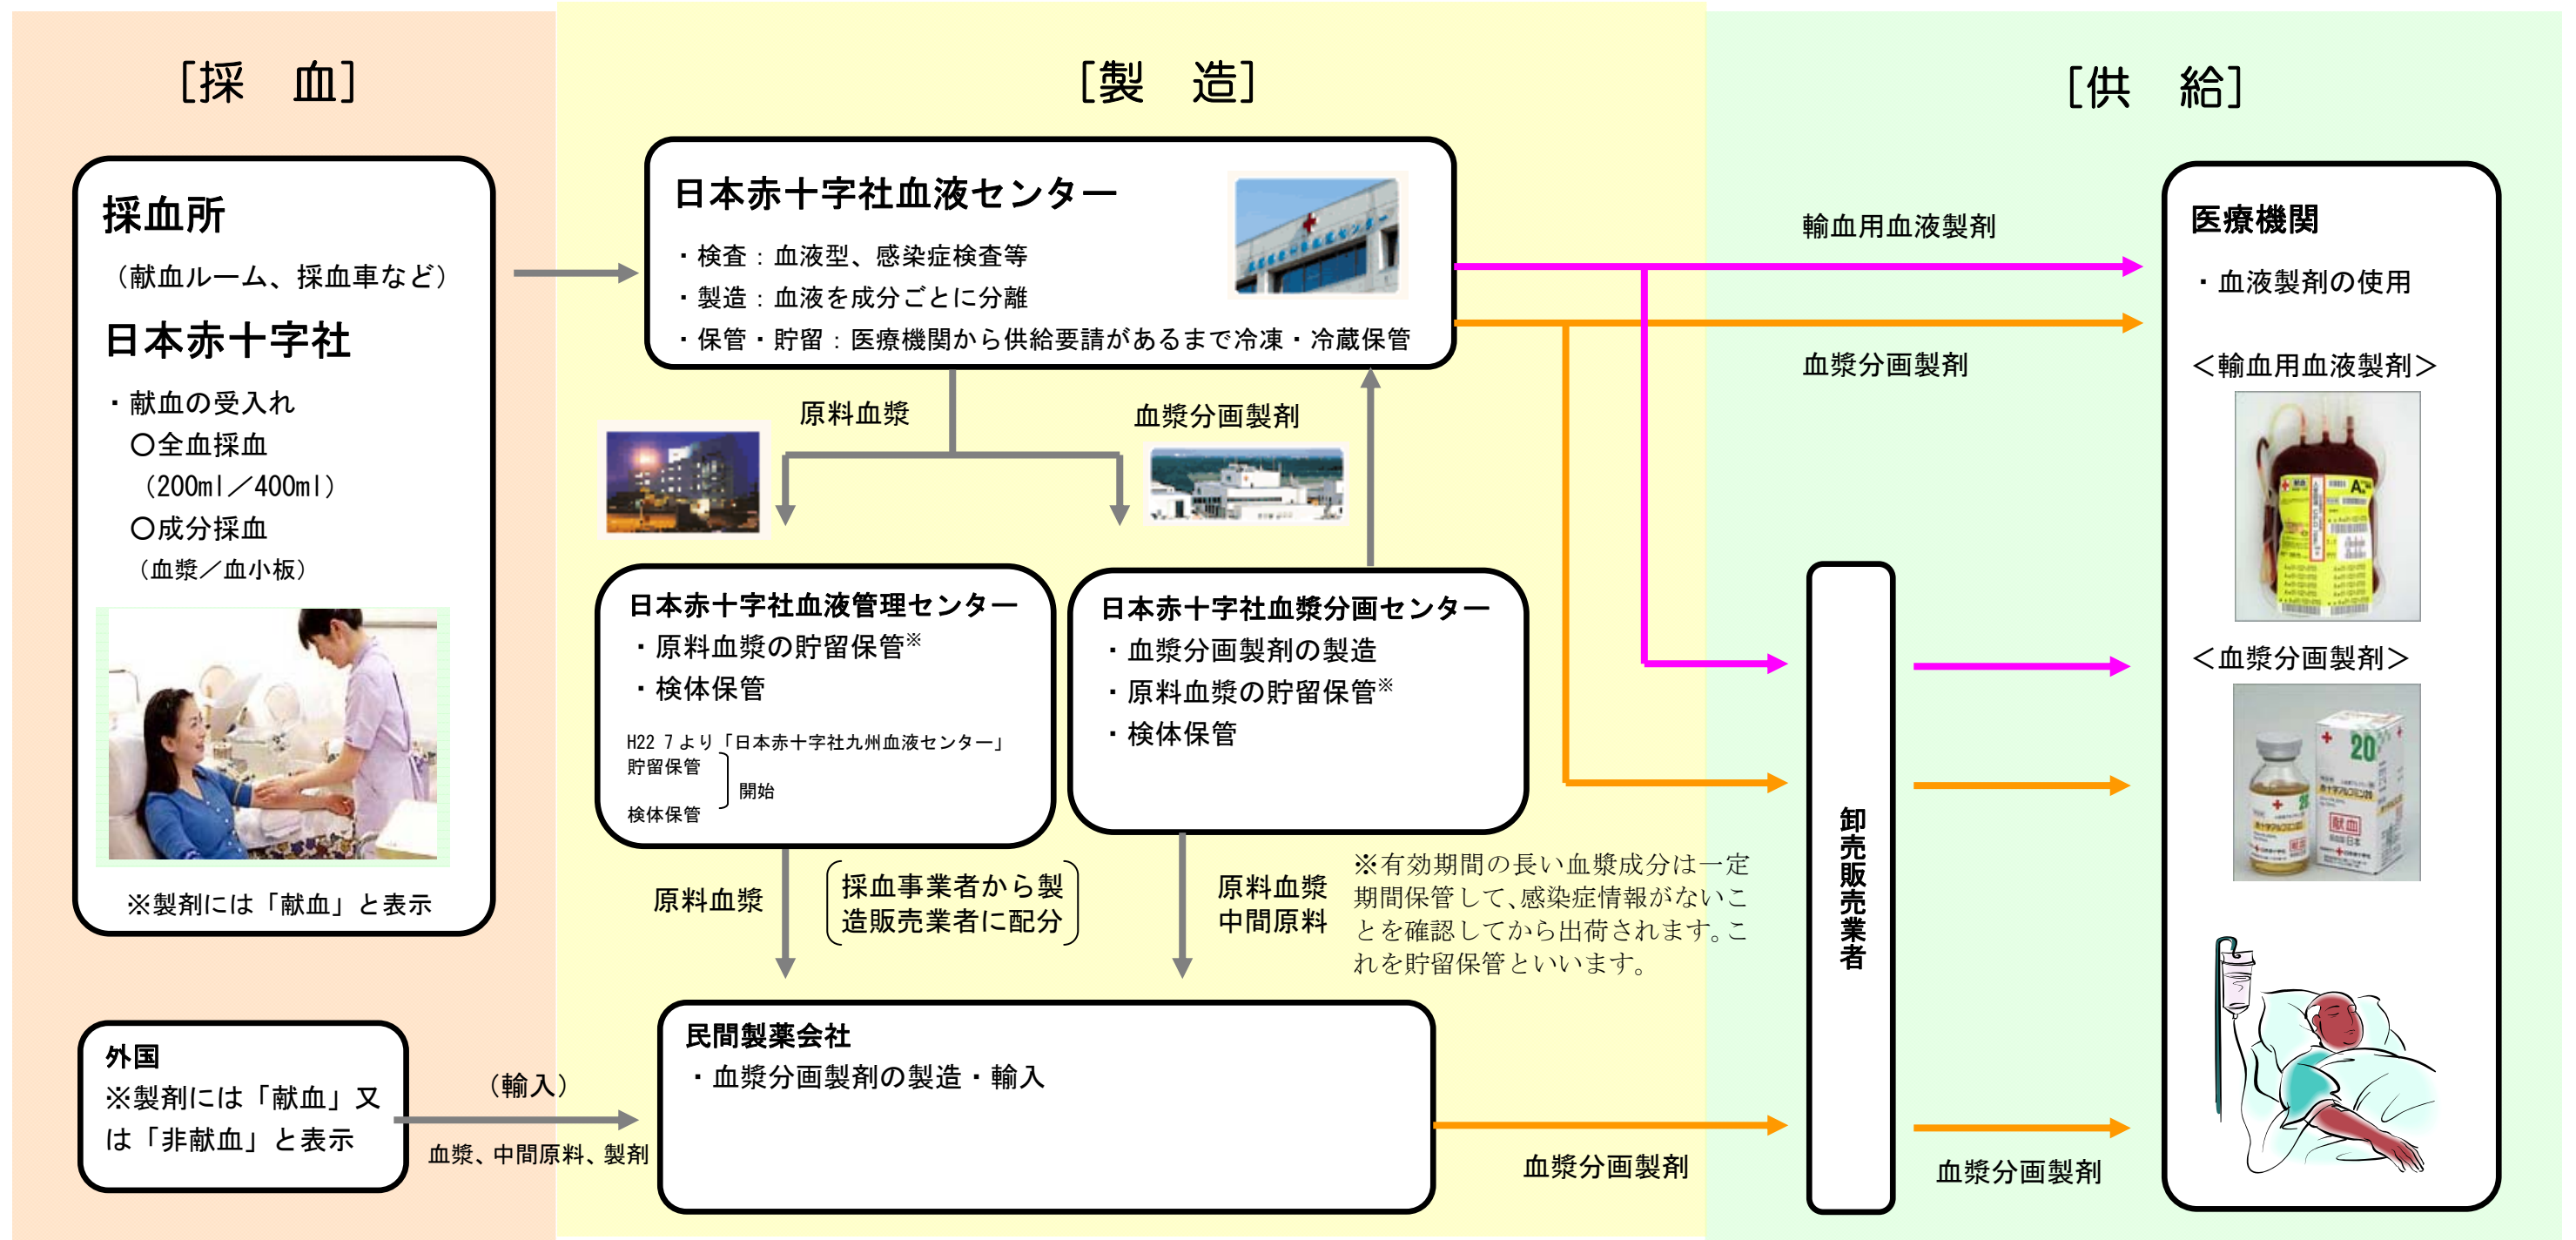 ［採　血］
［製　造］
［供　給］
採血所
（献血ルーム、採血車など）
日本赤十字社
・献血の受入れ
〇全血採血
（200ml／400ml）
〇成分採血
（血漿／血小板）
※製剤には「献血」と表示
外国
※製剤には「献血」又
は「非献血」と表示
（輸入）
血漿、中間原料、製剤
日本赤十字社血液センター
・検査：血液型、感染症検査等
・製造：血液を成分ごとに分離
・保管・貯留：医療機関から供給要請があるまで冷凍・冷蔵保管
原料血漿
血漿分画製剤
日本赤十字社血液管理センター
・原料血漿の貯留保管※
・検体保管
H22 7より「日本赤十字社九州血液センター」
貯留保管
開始
検体保管
日本赤十字社血漿分画センター
・血漿分画製剤の製造
・原料血漿の貯留保管※
・検体保管
原料血漿
採血事業者から製
造販売業者に配分
原料血漿
中間原料
※有効期間の長い血漿成分は一定
期間保管して、感染症情報がないこ
とを確認してから出荷されます。こ
れを貯留保管といいます。
民間製薬会社
・血漿分画製剤の製造・輸入
血漿分画製剤
輸血用血液製剤
血漿分画製剤
卸売販売業者
血漿分画製剤
医療機関
・血液製剤の使用
＜輸血用血液製剤＞
A
＜血漿分画製剤＞
20
献血